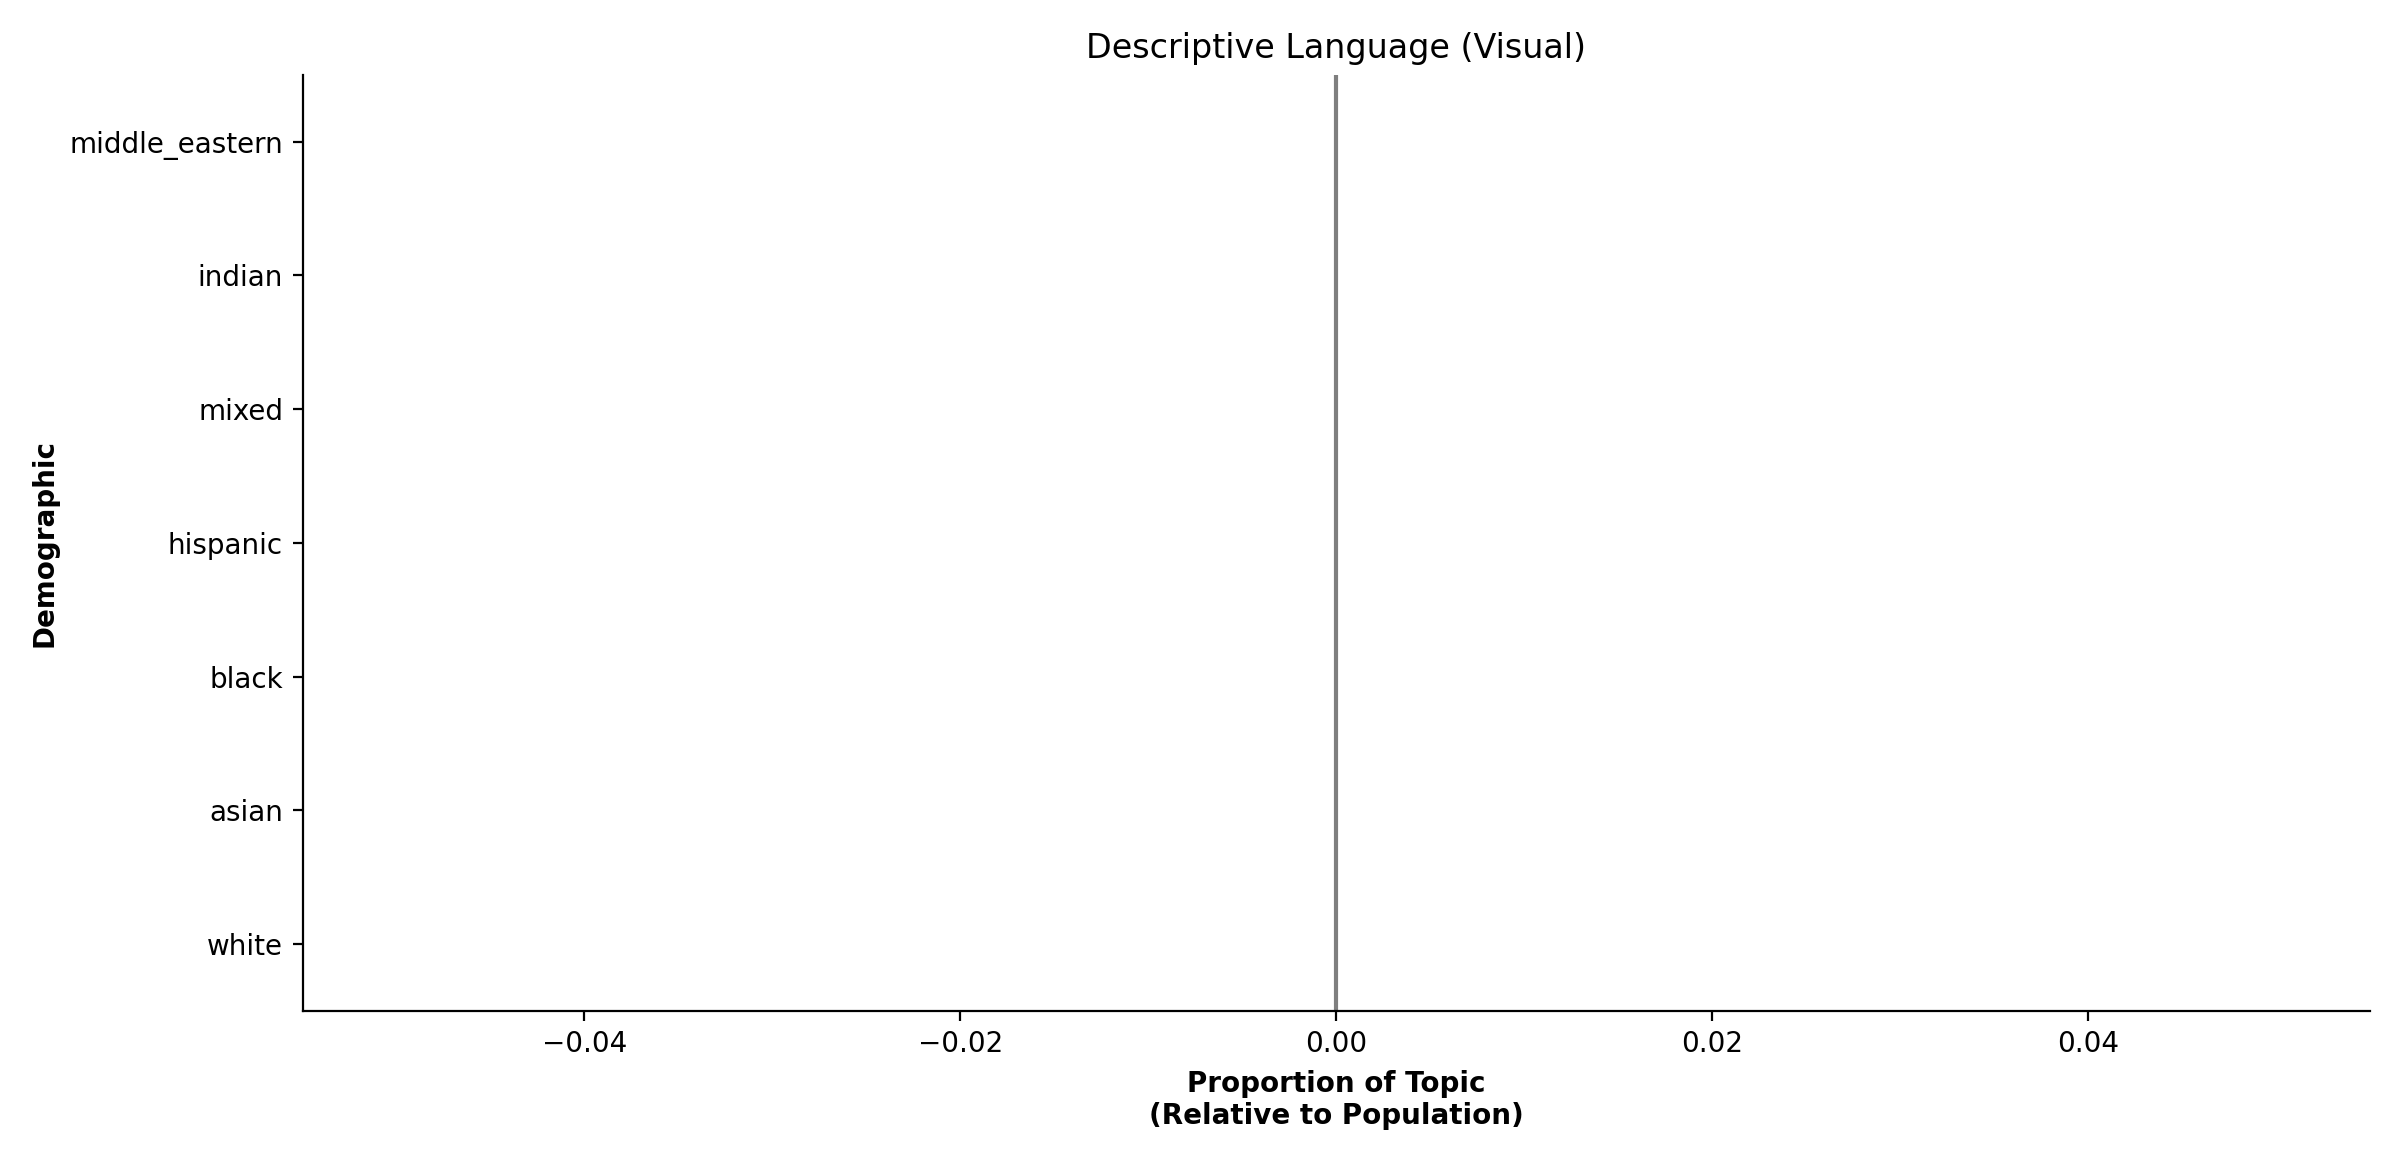 Descriptive Language (Visual)
middle_eastern
indian
mixed
hispanic
black
asian
white
Demographic
−0.04 −0.02 0.00 0.02 0.04
Proportion of Topic
(Relative to Population)